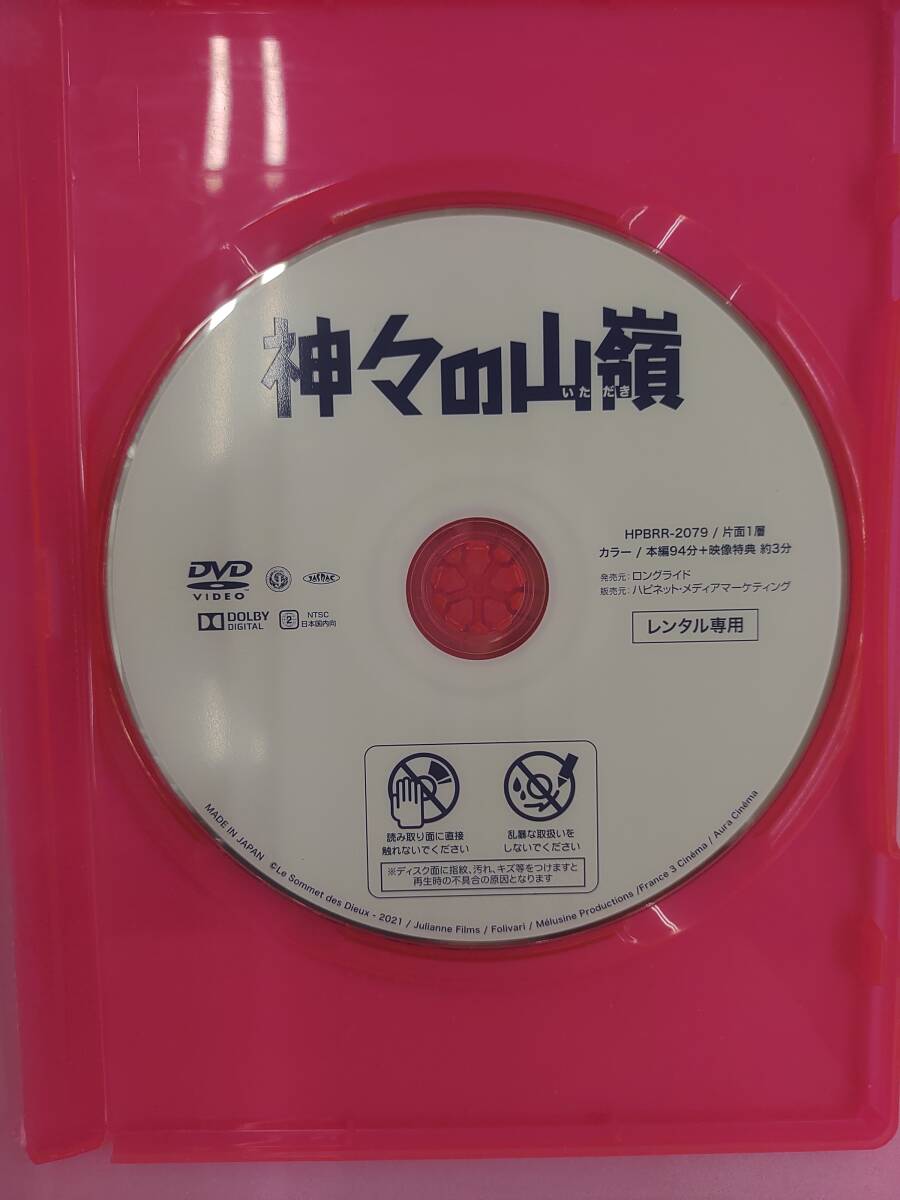 神々の山嶺
いただき
HPBRR-2079 / 片面1層
カラー / 本編94分+映像特典 約3分
発売元: ロングライド
販売元: ハピネット・メディアマーケティング
レンタル専用
DVD
VIDEO
DOLBY
DIGITAL
2
NTSC
日本国内向
読み取り面に直接
触れないでください
乱暴な取扱いを
しないでください
※ディスク面に指紋、汚れ、キズ等をつけますと
再生時の不具合の原因となります
MADE IN JAPAN ©Le Sommet des Dieux - 2021 / Julianne Films / Folivari / Mélusine Productions /France 3 Cinéma / Aura Cinéma